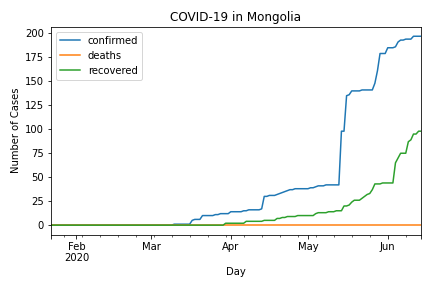 COVID-19 in Mongolia
confirmed
deaths
recovered
Number of Cases
200
175
150
125
100
75
50
25
0
Feb
2020
Mar
Apr
May
Jun
Day